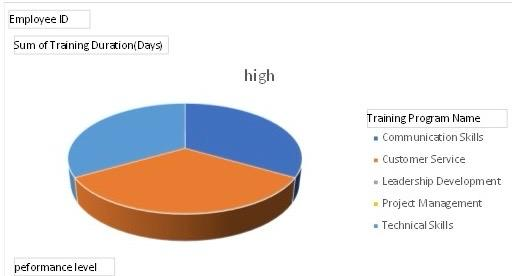 Employee ID
Sum of Training Duration(Days)
high
Training Program Name
Communication Skills
Customer Service
Leadership Development
Project Management
Technical Skills
peformance level